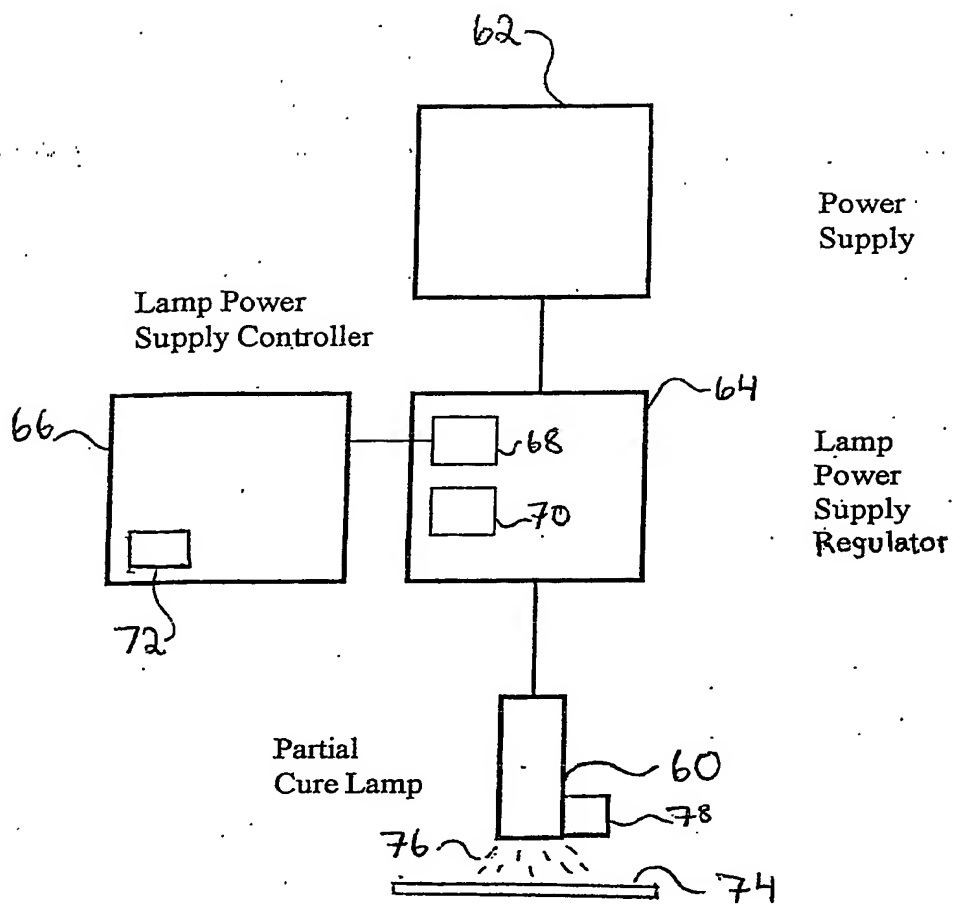 62
Power
Supply
Lamp Power
Supply Controller
64
66
68
Lamp
Power
Supply
Regulator
70
72
Partial
Cure Lamp
60
78
76
74